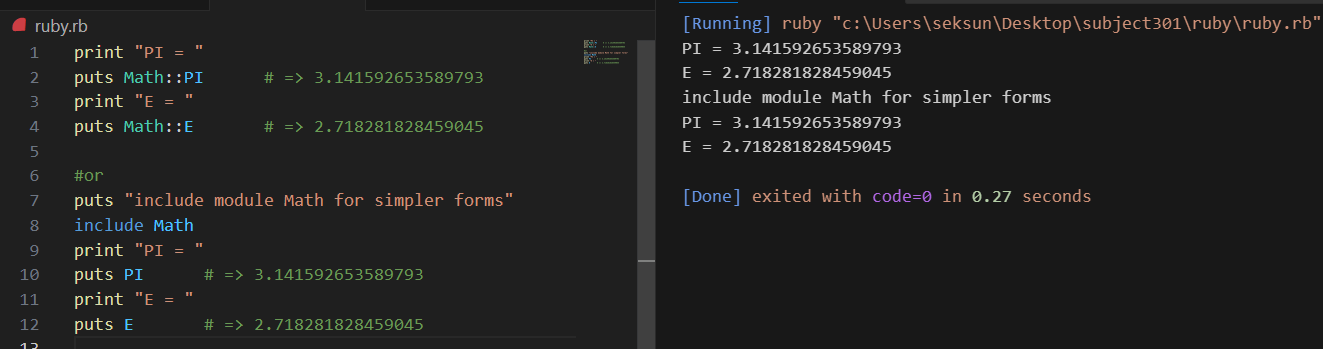 ruby.rb
1 print "PI = "
2 puts Math::PI      # => 3.141592653589793
3 print "E = "
4 puts Math::E       # => 2.718281828459045
5
6 #or
7 puts "include module Math for simpler forms"
8 include Math
9 print "PI = "
10 puts PI      # => 3.141592653589793
11 print "E = "
12 puts E       # => 2.718281828459045
13
[Running] ruby "c:\Users\seksun\Desktop\subject301\ruby\ruby.rb"
PI = 3.141592653589793
E = 2.718281828459045
include module Math for simpler forms
PI = 3.141592653589793
E = 2.718281828459045
[Done] exited with code=0 in 0.27 seconds